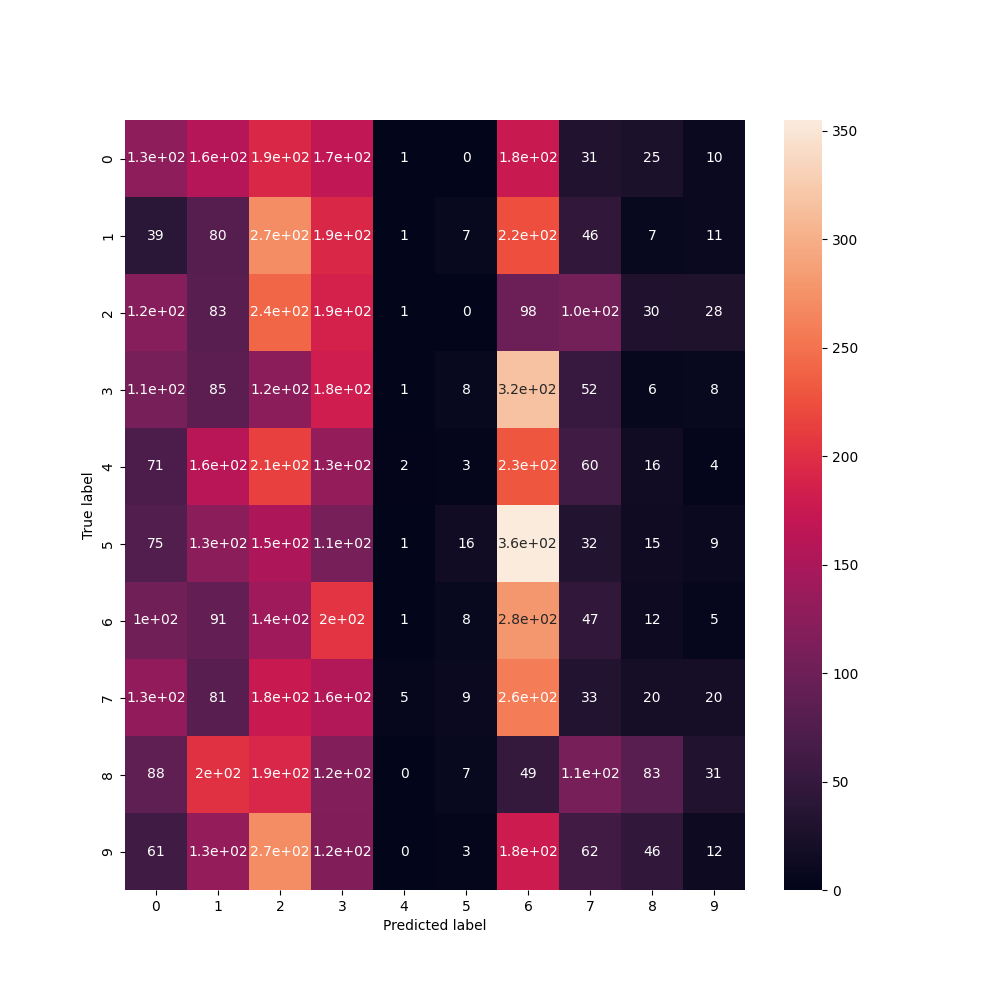 0 1.3e+02 1.6e+02 1.9e+02 1.7e+02 1 0 1.8e+02 31 25 10
1 39 80 2.7e+02 1.9e+02 1 7 2.2e+02 46 7 11
2 1.2e+02 83 2.4e+02 1.9e+02 1 0 98 1.0e+02 30 28
3 1.1e+02 85 1.2e+02 1.8e+02 1 8 3.2e+02 52 6 8
4 71 1.6e+02 2.1e+02 1.3e+02 2 3 2.3e+02 60 16 4
True label
5 75 1.3e+02 1.5e+02 1.1e+02 1 16 3.6e+02 32 15 9
6 1e+02 91 1.4e+02 2e+02 1 8 2.8e+02 47 12 5
7 1.3e+02 81 1.8e+02 1.6e+02 5 9 2.6e+02 33 20 20
8 88 2e+02 1.9e+02 1.2e+02 0 7 49 1.1e+02 83 31
9 61 1.3e+02 2.7e+02 1.2e+02 0 3 1.8e+02 62 46 12
0 1 2 3 4 5 6 7 8 9
Predicted label
350
300
250
200
150
100
50
0